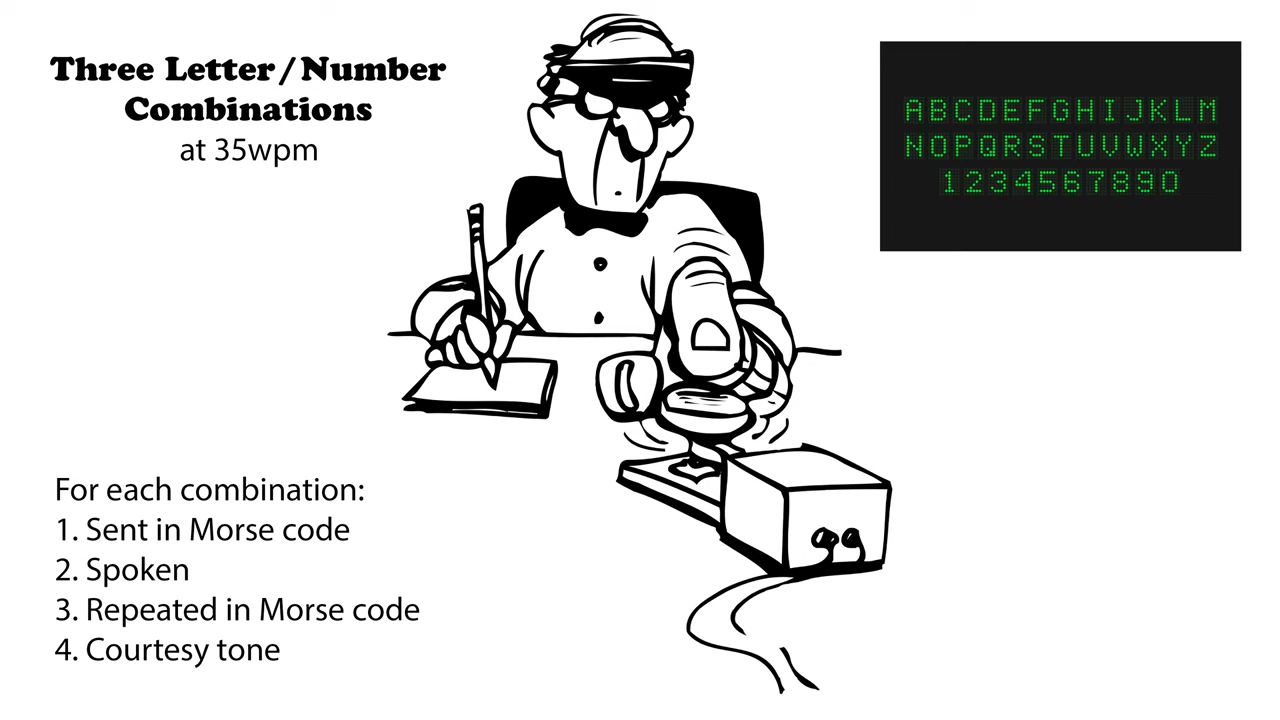 Three Letter/Number
Combinations
at 35wpm
ABCDEFGHIJKLM
NOPQRSTUVWXYZ
1234567890
For each combination:
1. Sent in Morse code
2. Spoken
3. Repeated in Morse code
4. Courtesy tone